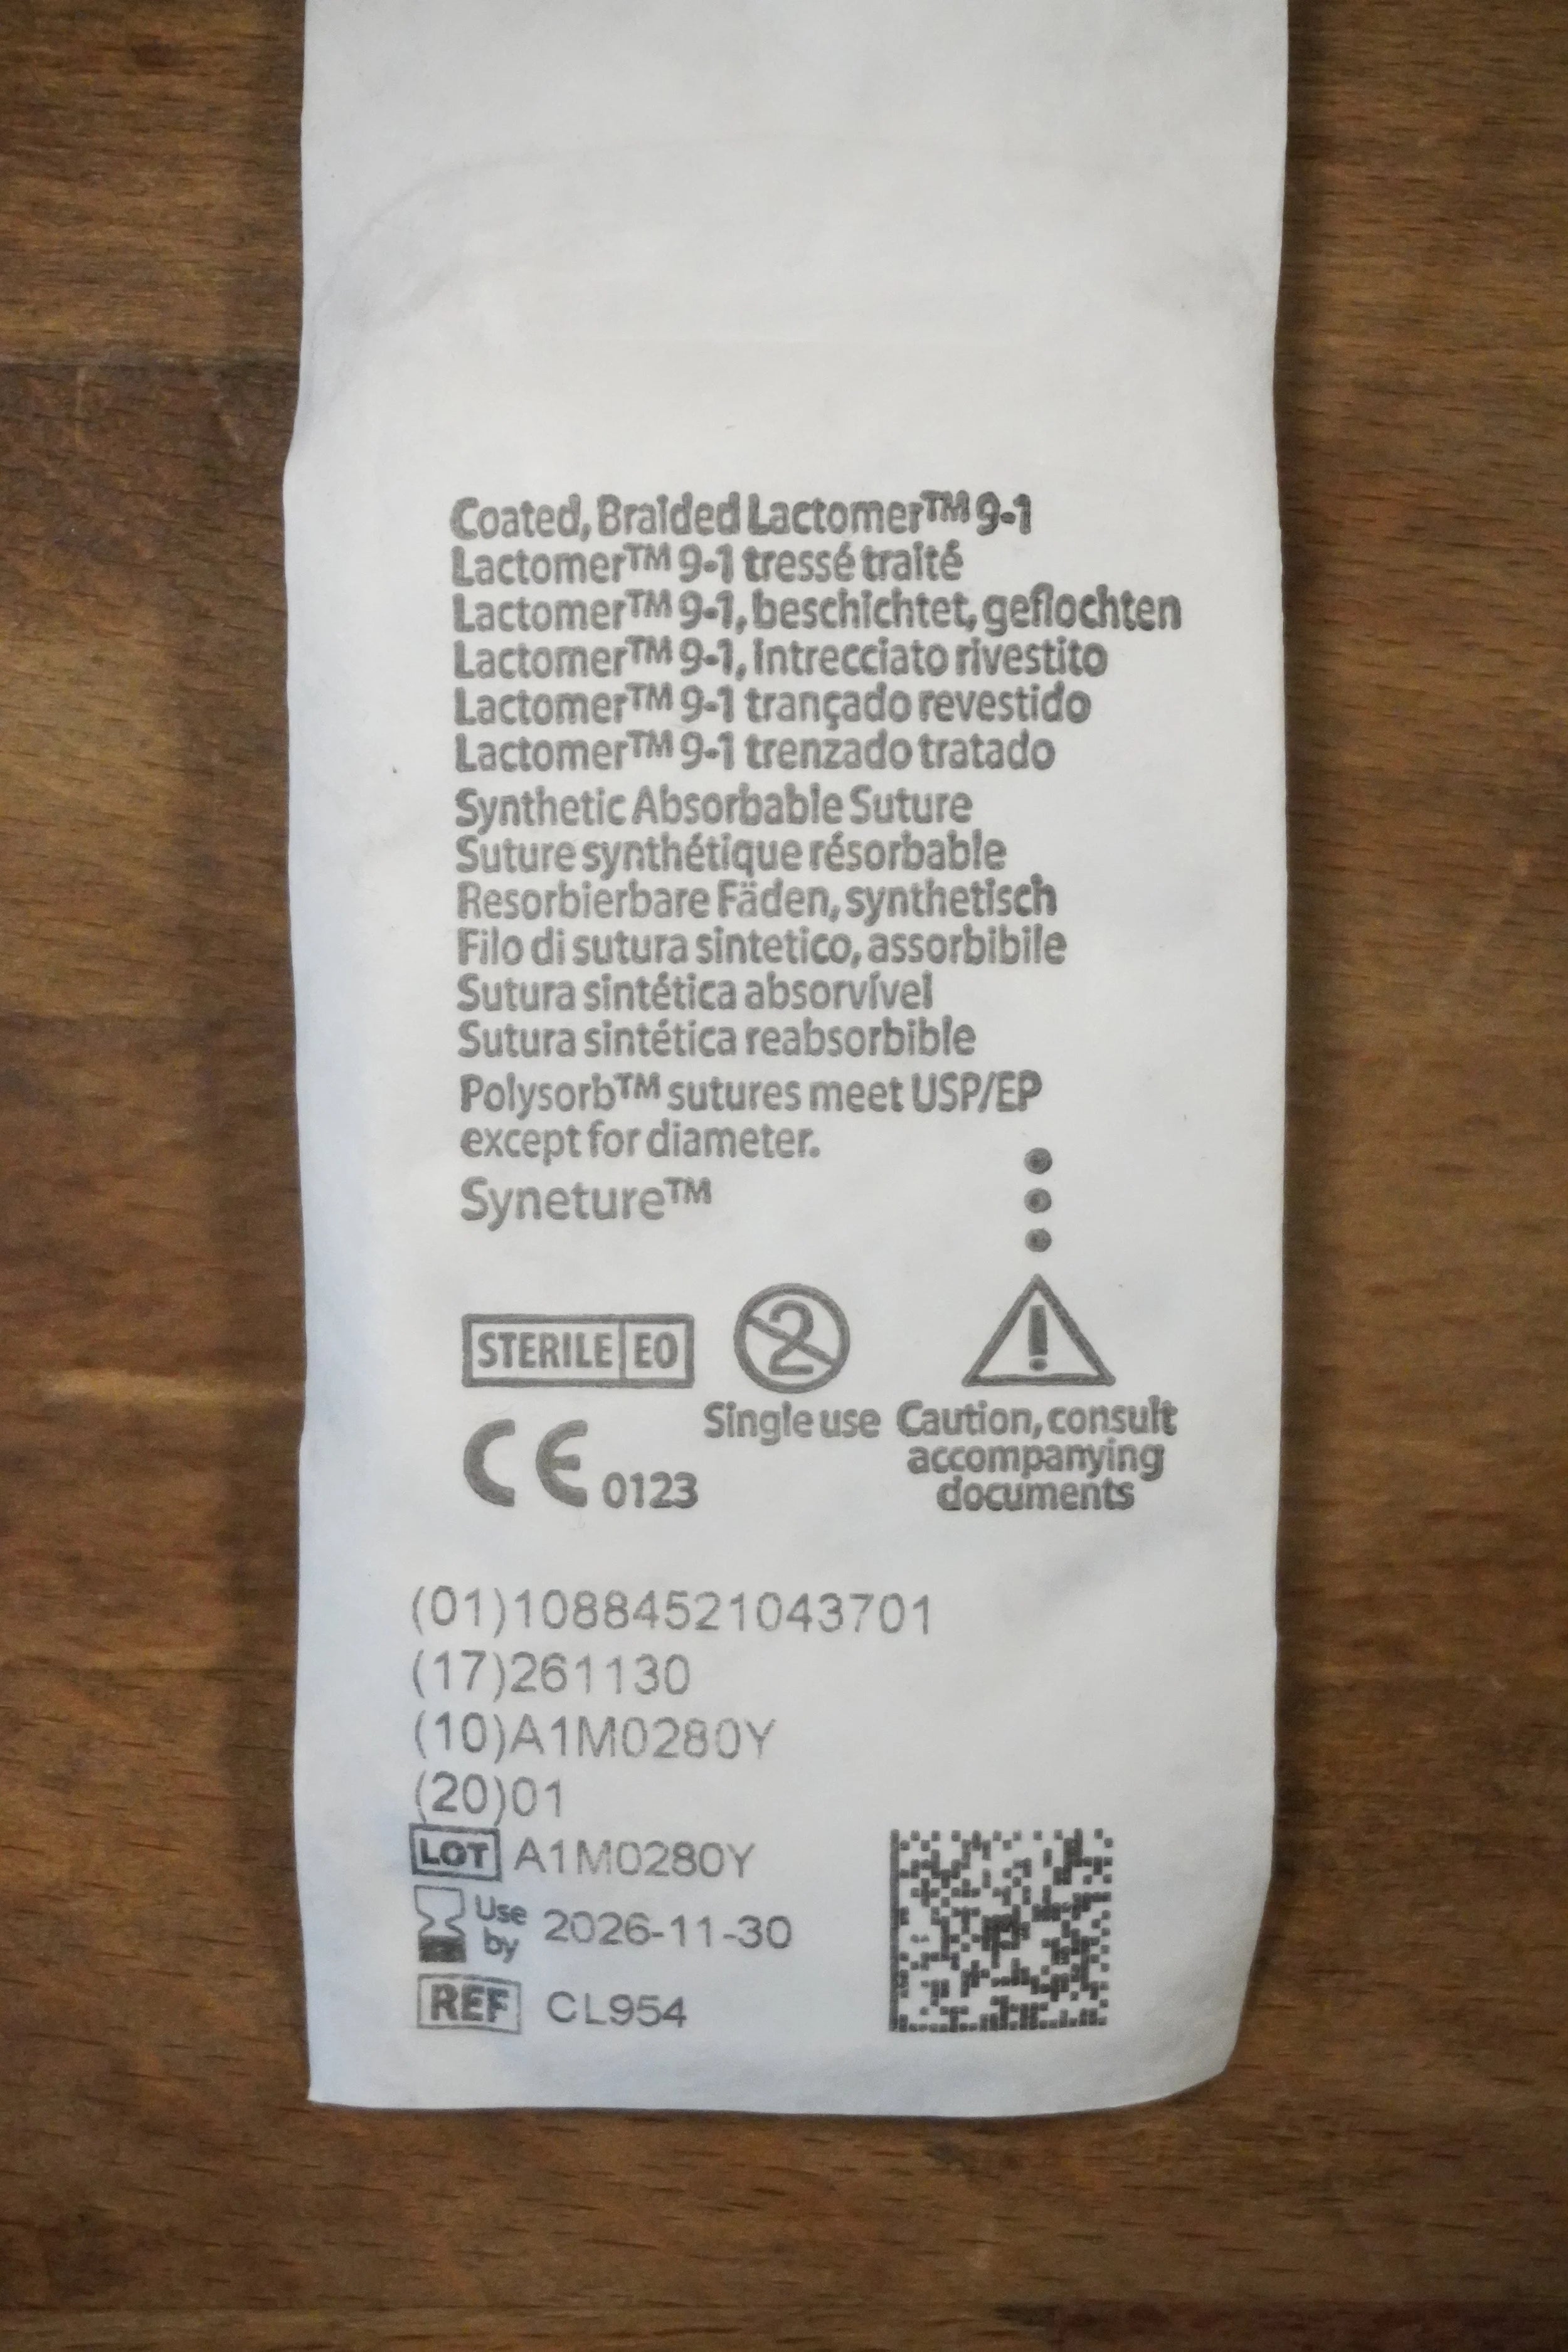 Coated, Braided Lactomer™ 9-1
Lactomer™ 9-1 tressé traité
Lactomer™ 9-1, beschichtet, geflochten
Lactomer™ 9-1, intrecciato rivestito
Lactomer™ 9-1 trançado revestido
Lactomer™ 9-1 trenzado tratado
Synthetic Absorbable Suture
Suture synthétique résorbable
Resorbierbare Fäden, synthetisch
Filo di sutura sintetico, assorbibile
Sutura sintética absorvível
Sutura sintética reabsorbible
Polysorb™ sutures meet USP/EP
except for diameter.
Syneture™
STERILE EO
2
!
Single use
Caution, consult
accompanying
documents
CE 0123
(01)10884521043701
(17)261130
(10)A1M0280Y
(20)01
LOT A1M0280Y
Use by 2026-11-30
REF CL954